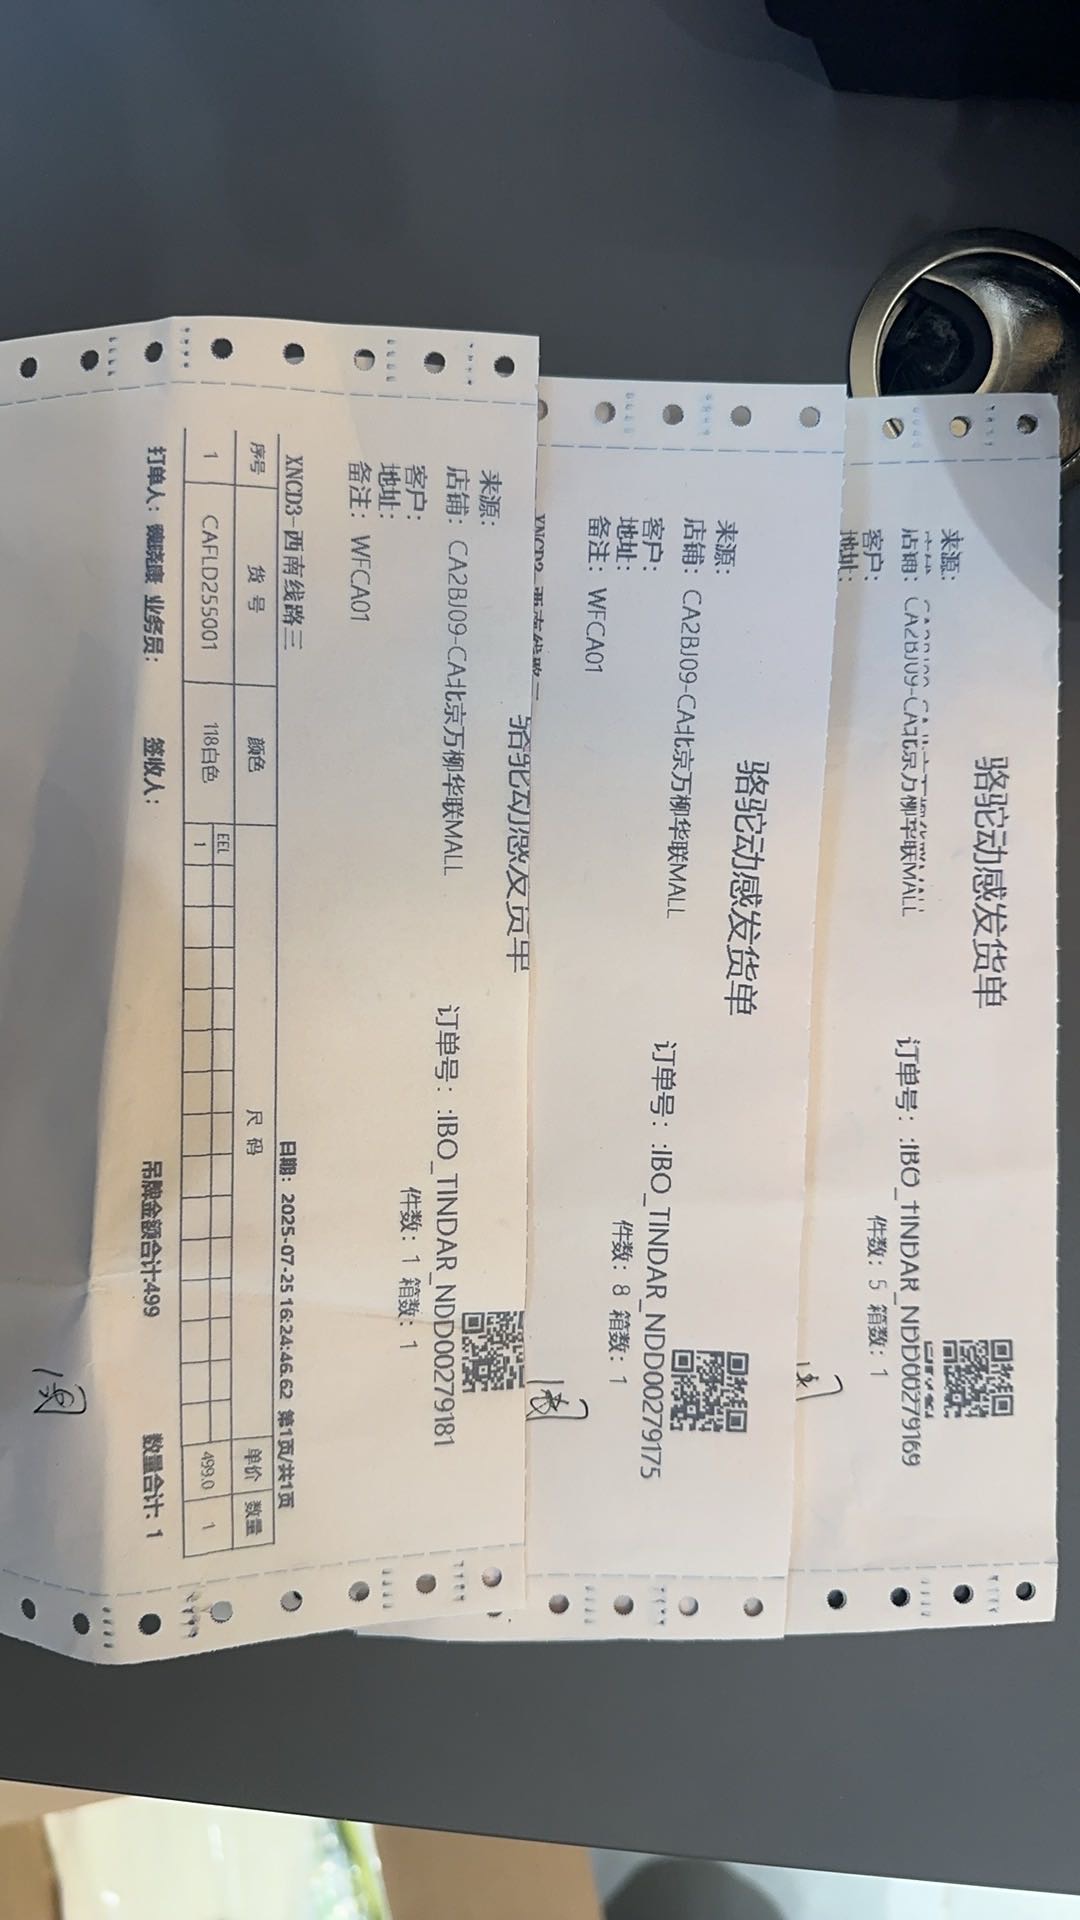 骆驼动感发货单
来源：
店铺：CA2BJ09-CA北京万柳华联MALL
订单号：:IBO_TINDAR_NDD00279169
客户：
件数：5 箱数：1
地址：
骆驼动感发货单
来源：
店铺：CA2BJ09-CA北京万柳华联MALL
订单号：:IBO_TINDAR_NDD00279175
客户：
件数：8 箱数：1
地址：
备注：WFCA01
骆驼动感发货单
来源：
店铺：CA2BJ09-CA北京万柳华联MALL
订单号：:IBO_TINDAR_NDD00279181
客户：
件数：1 箱数：1
地址：
备注：WFCA01
XNCD3-西南线路三
日期：2025-07-25 16:24:46.62 第1页/共1页
序号 货号 颜色 尺码 单价 数量
EEL
1 CAFLD255001 118白色 1 499.0 1
打单人：魏晓康 业务员： 签收人： 吊牌金额合计:499 数量合计: 1